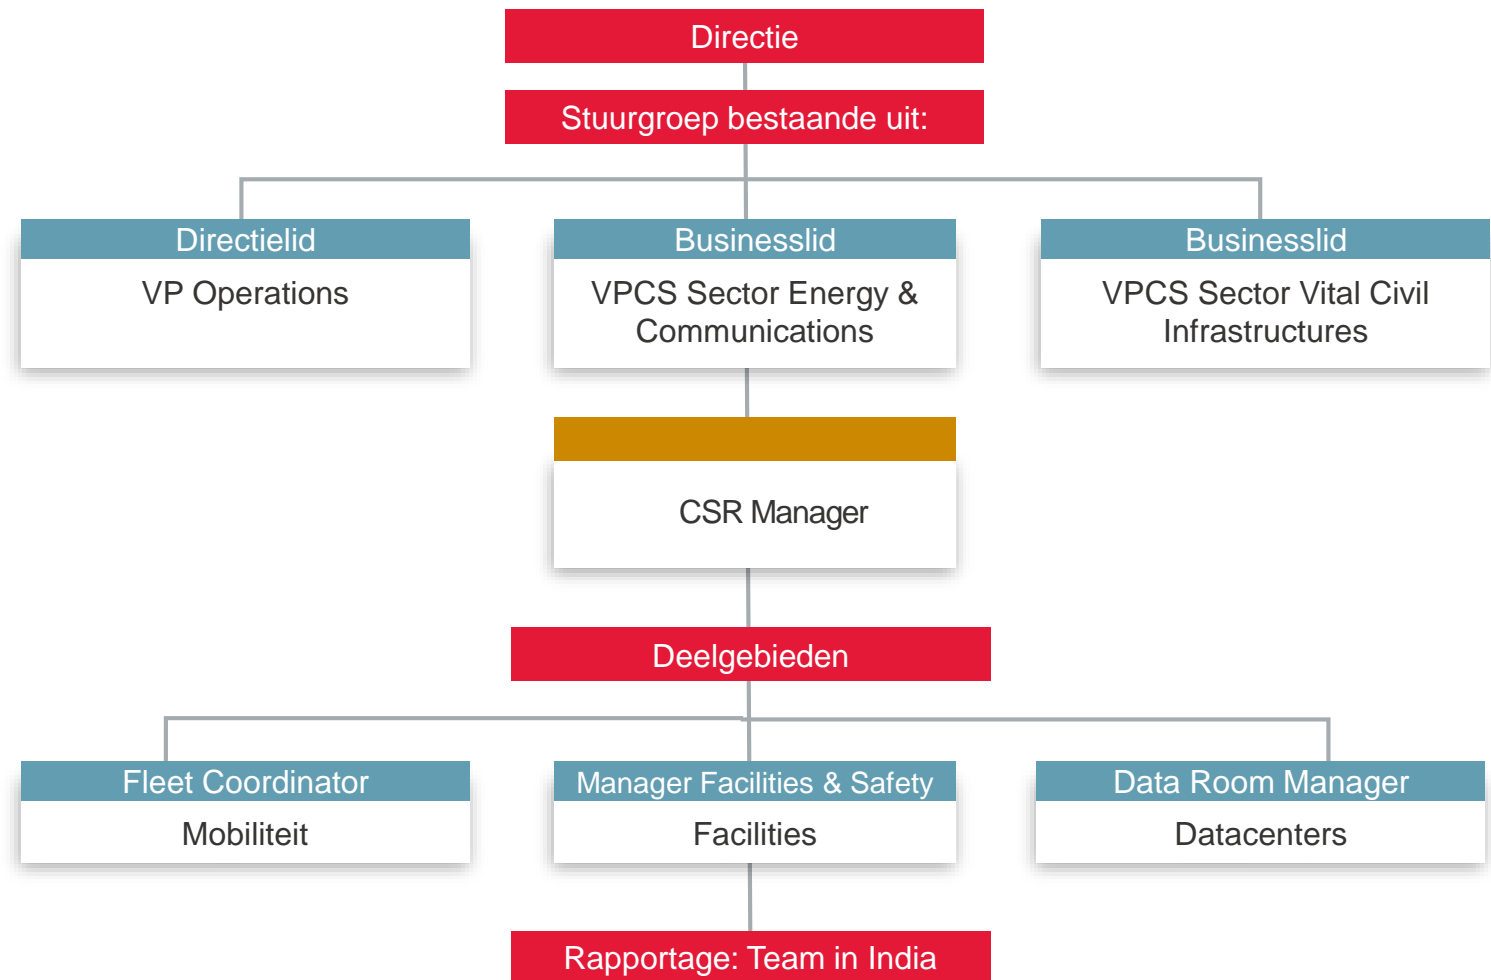 Directie
Stuurgroep bestaande uit:
Directielid
VP Operations
Businesslid
VPCS Sector Energy &
Communications
Businesslid
VPCS Sector Vital Civil
Infrastructures
CSR Manager
Deelgebieden
Fleet Coordinator
Mobiliteit
Manager Facilities & Safety
Facilities
Data Room Manager
Datacenters
Rapportage: Team in India